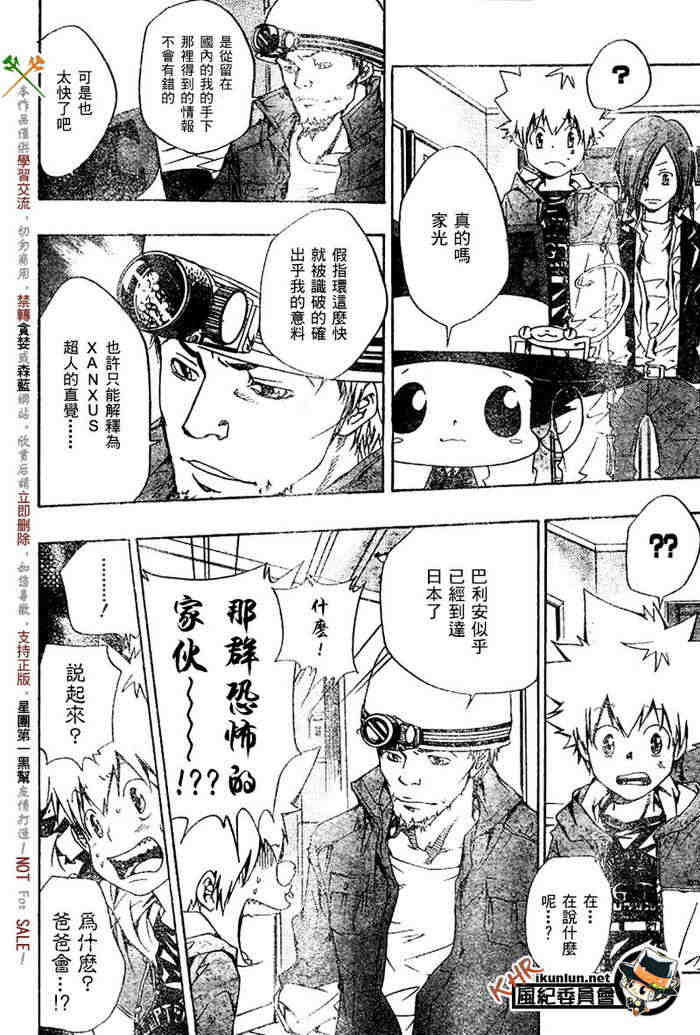 ?
真的嗎
家光
是從留在
國內的我的手下
那裡得到的情報
不會有錯的
可是也
太快了吧
假指環這麼快
就被識破的確
出乎我的意料
也許只能解釋為
XANXUS
超人的直覺……
??
在…
在說什麼
呢…?
巴利安似乎
已經到達
日本了
什麼!
那群恐怖的
家伙~~~!??
………!
說起來?
爲什麽?
爸爸會…!?
本作品僅供學習交流,切勿商用,禁轉貪婪或森藍網站,欣賞后請立即刪除,如您喜歡,支持正版,星團第一黑幫友情打造—NOT For SALE—
KHR
ikunlun.net
風紀委員會